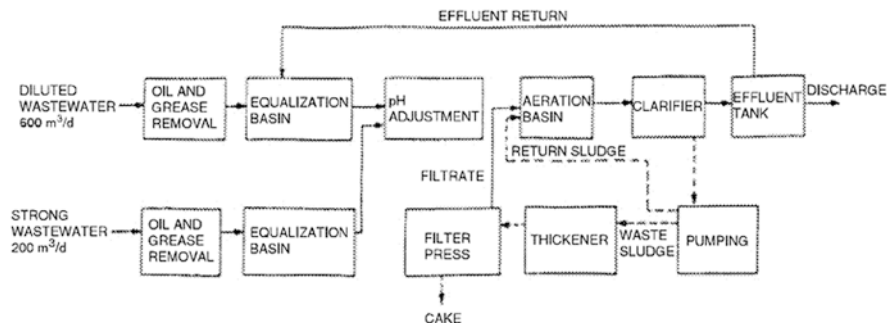 EFFLUENT RETURN
DILUTED
WASTEWATER
600 m³/d
OIL AND
GREASE
REMOVAL
EQUALIZATION
BASIN
pH
ADJUSTMENT
AERATION
BASIN
CLARIFIER
EFFLUENT
TANK
DISCHARGE
RETURN SLUDGE
FILTRATE
STRONG
WASTEWATER
200 m³/d
OIL AND
GREASE
REMOVAL
EQUALIZATION
BASIN
FILTER
PRESS
THICKENER
WASTE
SLUDGE
PUMPING
CAKE